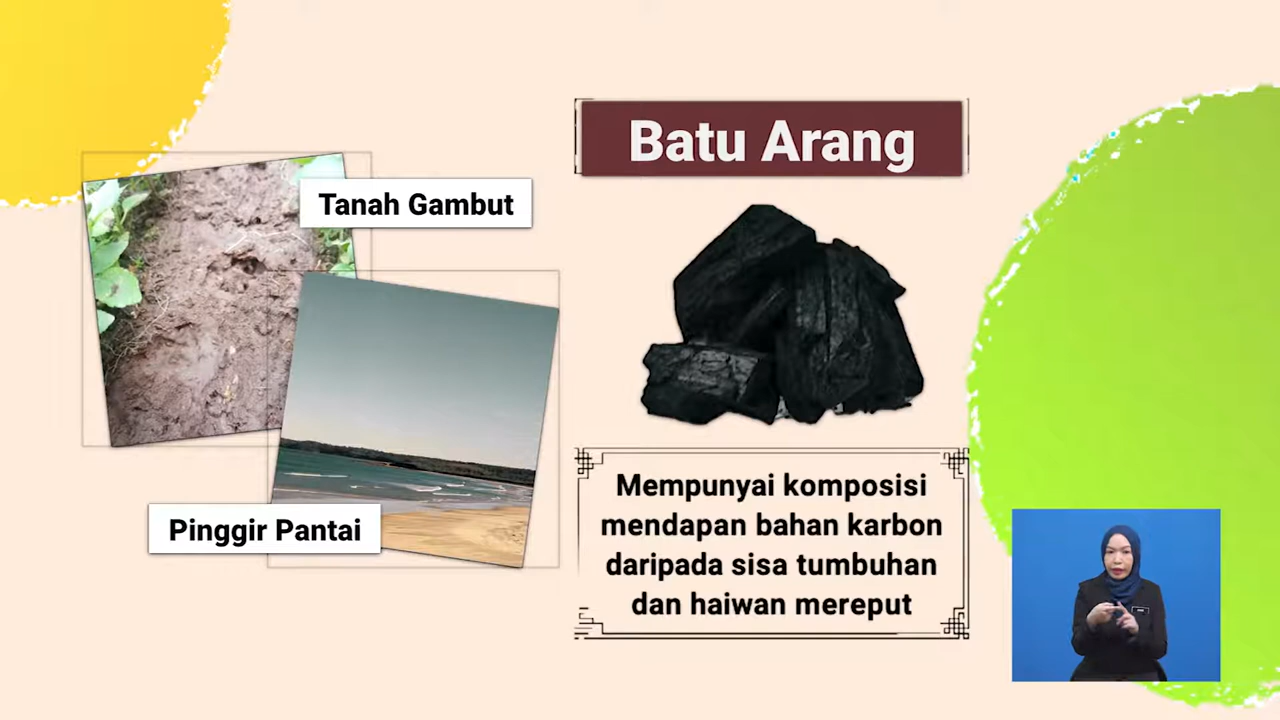 Batu Arang
Tanah Gambut
Pinggir Pantai
Mempunyai komposisi
mendapan bahan karbon
daripada sisa tumbuhan
dan haiwan mereput